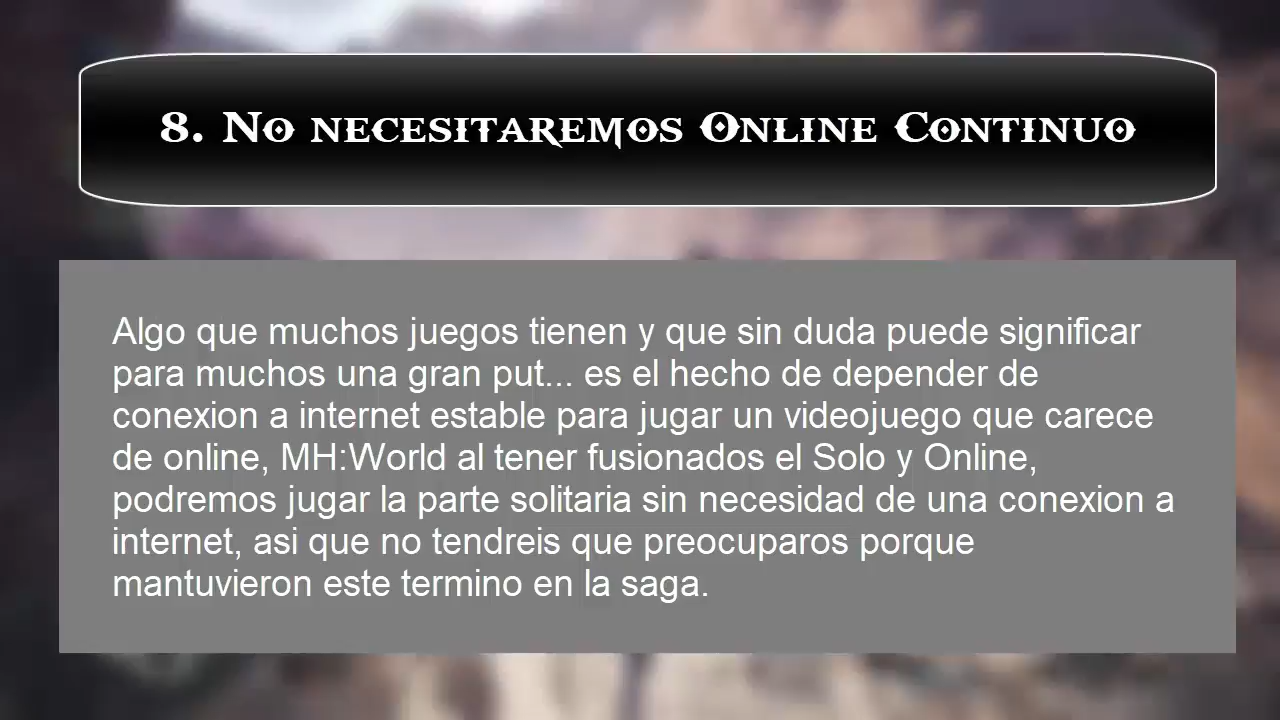 8. No necesitaremos Online Continuo
Algo que muchos juegos tienen y que sin duda puede significar
para muchos una gran put... es el hecho de depender de
conexion a internet estable para jugar un videojuego que carece
de online, MH:World al tener fusionados el Solo y Online,
podremos jugar la parte solitaria sin necesidad de una conexion a
internet, asi que no tendreis que preocuparos porque
mantuvieron este termino en la saga.